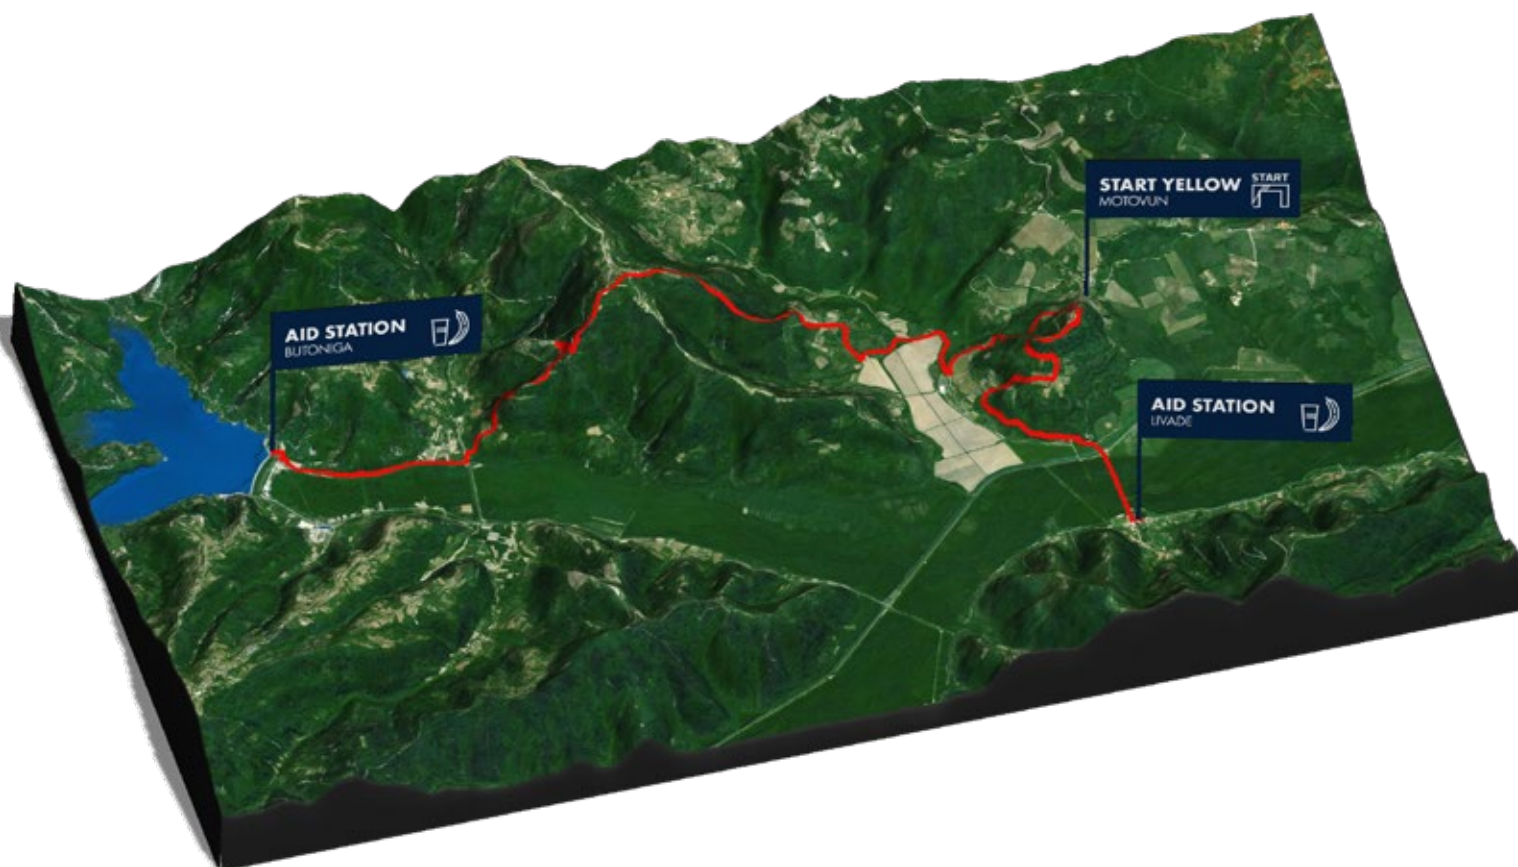 START YELLOW
START
MOTOVUN
AID STATION
BUTONIGA
AID STATION
LIVADE